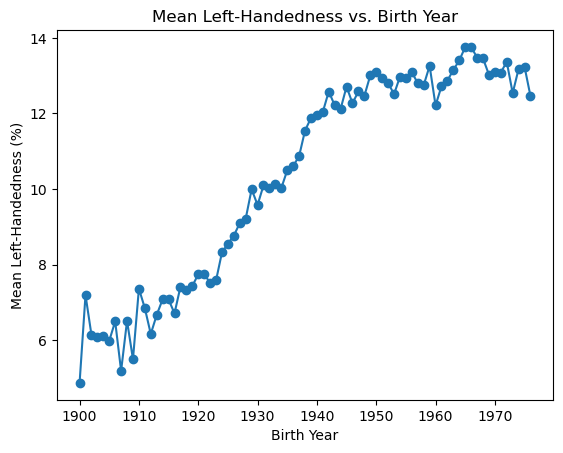 Mean Left-Handedness vs. Birth Year
14
12
10
8
6
Mean Left-Handedness (%)
1900 1910 1920 1930 1940 1950 1960 1970
Birth Year